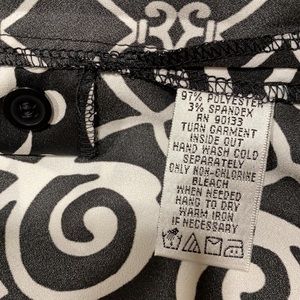 97% POLYESTER
3% SPANDEX
RN 90133
TURN GARMENT
INSIDE OUT
HAND WASH COLD
SEPARATELY
ONLY NON-CHLORINE
BLEACH
WHEN NEEDED
HANG TO DRY
WARM IRON
IF NECESSARY